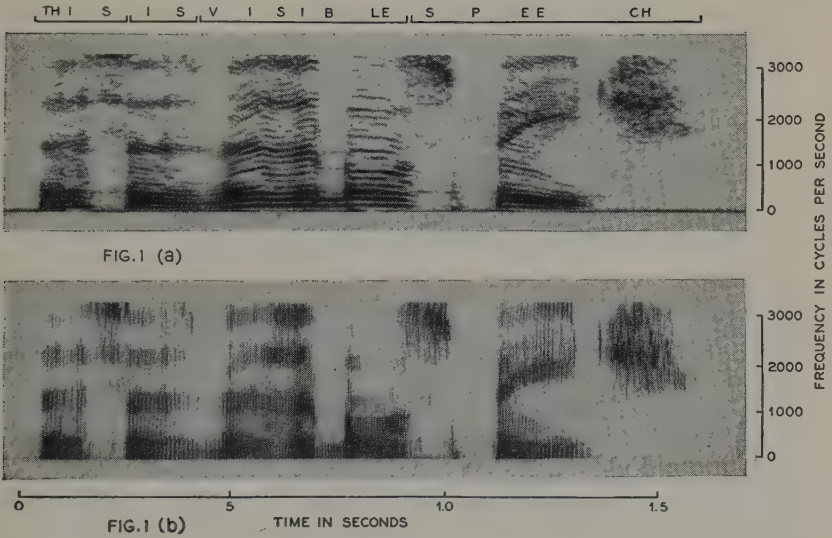 TH I S I S V I S I B LE S P EE CH
3000
2000
1000
0
FREQUENCY IN CYCLES PER SECOND
FIG.1 (a)
3000
2000
1000
0
0 5 1.0 1.5
TIME IN SECONDS
FIG.1 (b)